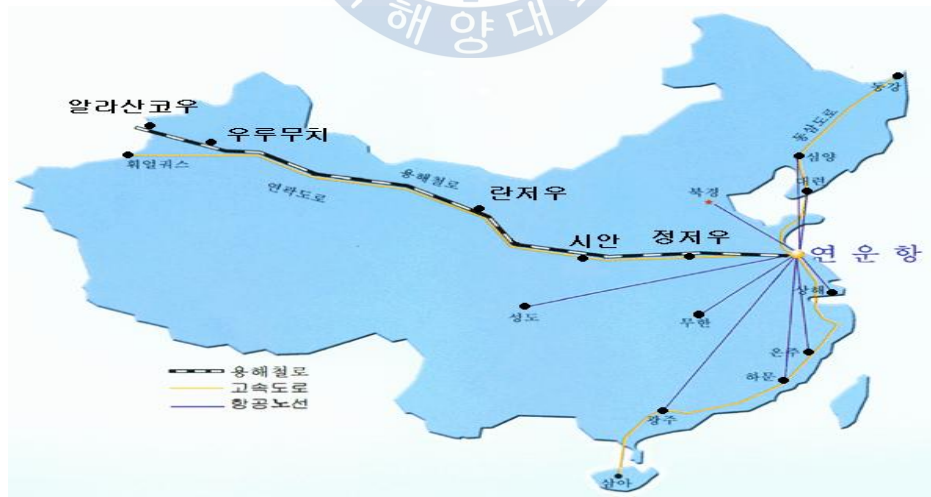 해양대
알라산코우
우루무치
훠얼궈스
연곽도로
용해철로
란저우
시안
정저우
연운항
북경
동강
동삼도로
심양
대련
상해
성도
무한
온주
하문
광주
삼아
용해철로
고속도로
항공노선